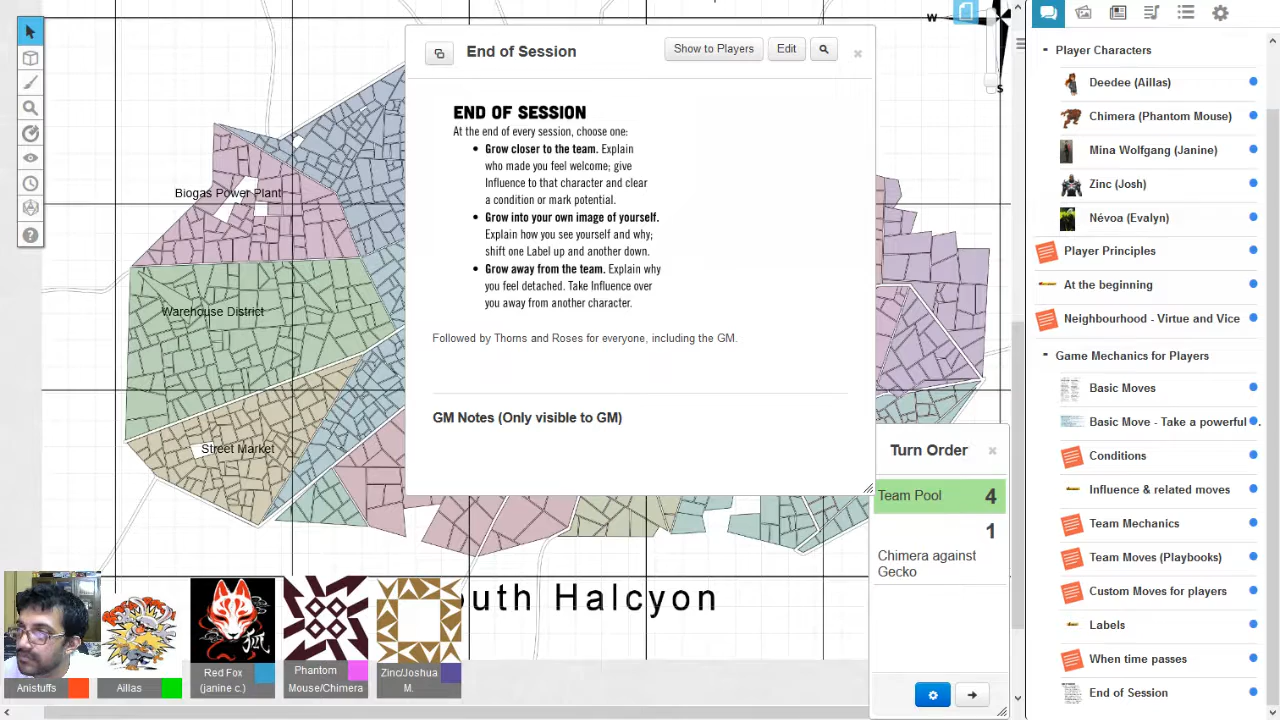 W
S
End of Session
Show to Players
Edit
END OF SESSION
At the end of every session, choose one:
• Grow closer to the team. Explain
who made you feel welcome; give
Influence to that character and clear
a condition or mark potential.
• Grow into your own image of yourself.
Explain how you see yourself and why;
shift one Label up and another down.
• Grow away from the team. Explain why
you feel detached. Take Influence over
you away from another character.
Followed by Thorns and Roses for everyone, including the GM.
GM Notes (Only visible to GM)
Biogas Power Plant
Warehouse District
Street Market
outh Halcyon
Turn Order
Team Pool 4
1
Chimera against
Gecko
Anistuffs
Aillas
Red Fox
(janine c.)
Phantom
Mouse/Chimera
Zinc/Joshua
M.
Player Characters
Deedee (Aillas)
Chimera (Phantom Mouse)
Mina Wolfgang (Janine)
Zinc (Josh)
Névoa (Evalyn)
Player Principles
At the beginning
Neighbourhood - Virtue and Vice
Game Mechanics for Players
Basic Moves
Basic Move - Take a powerful
Conditions
Influence & related moves
Team Mechanics
Team Moves (Playbooks)
Custom Moves for players
Labels
When time passes
End of Session